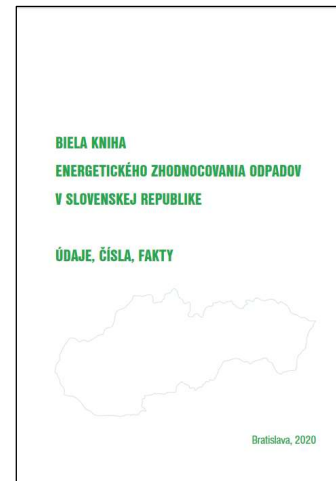 BIELA KNIHA
ENERGETICKÉHO ZHODNOCOVANIA ODPADOV
V SLOVENSKEJ REPUBLIKE
ÚDAJE, ČÍSLA, FAKTY
Bratislava, 2020